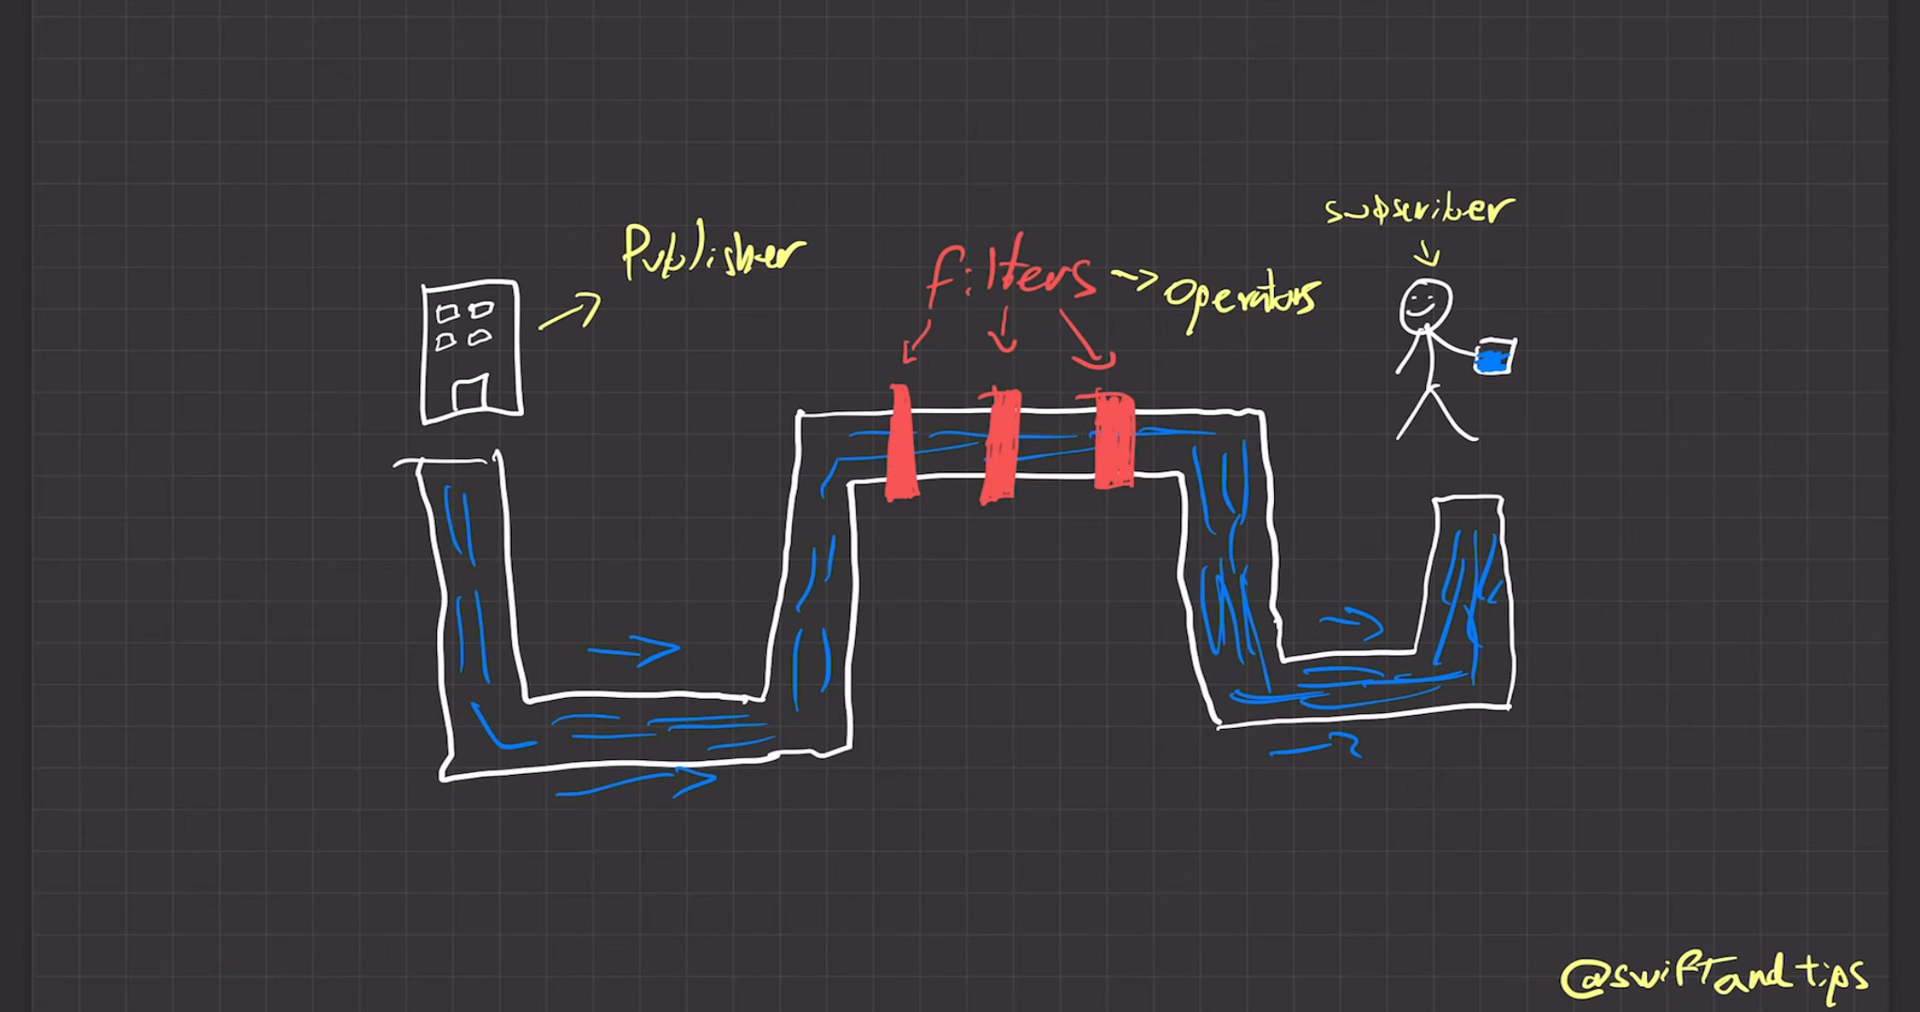 subscriber
Publisher
filters
operators
@swiftandtips